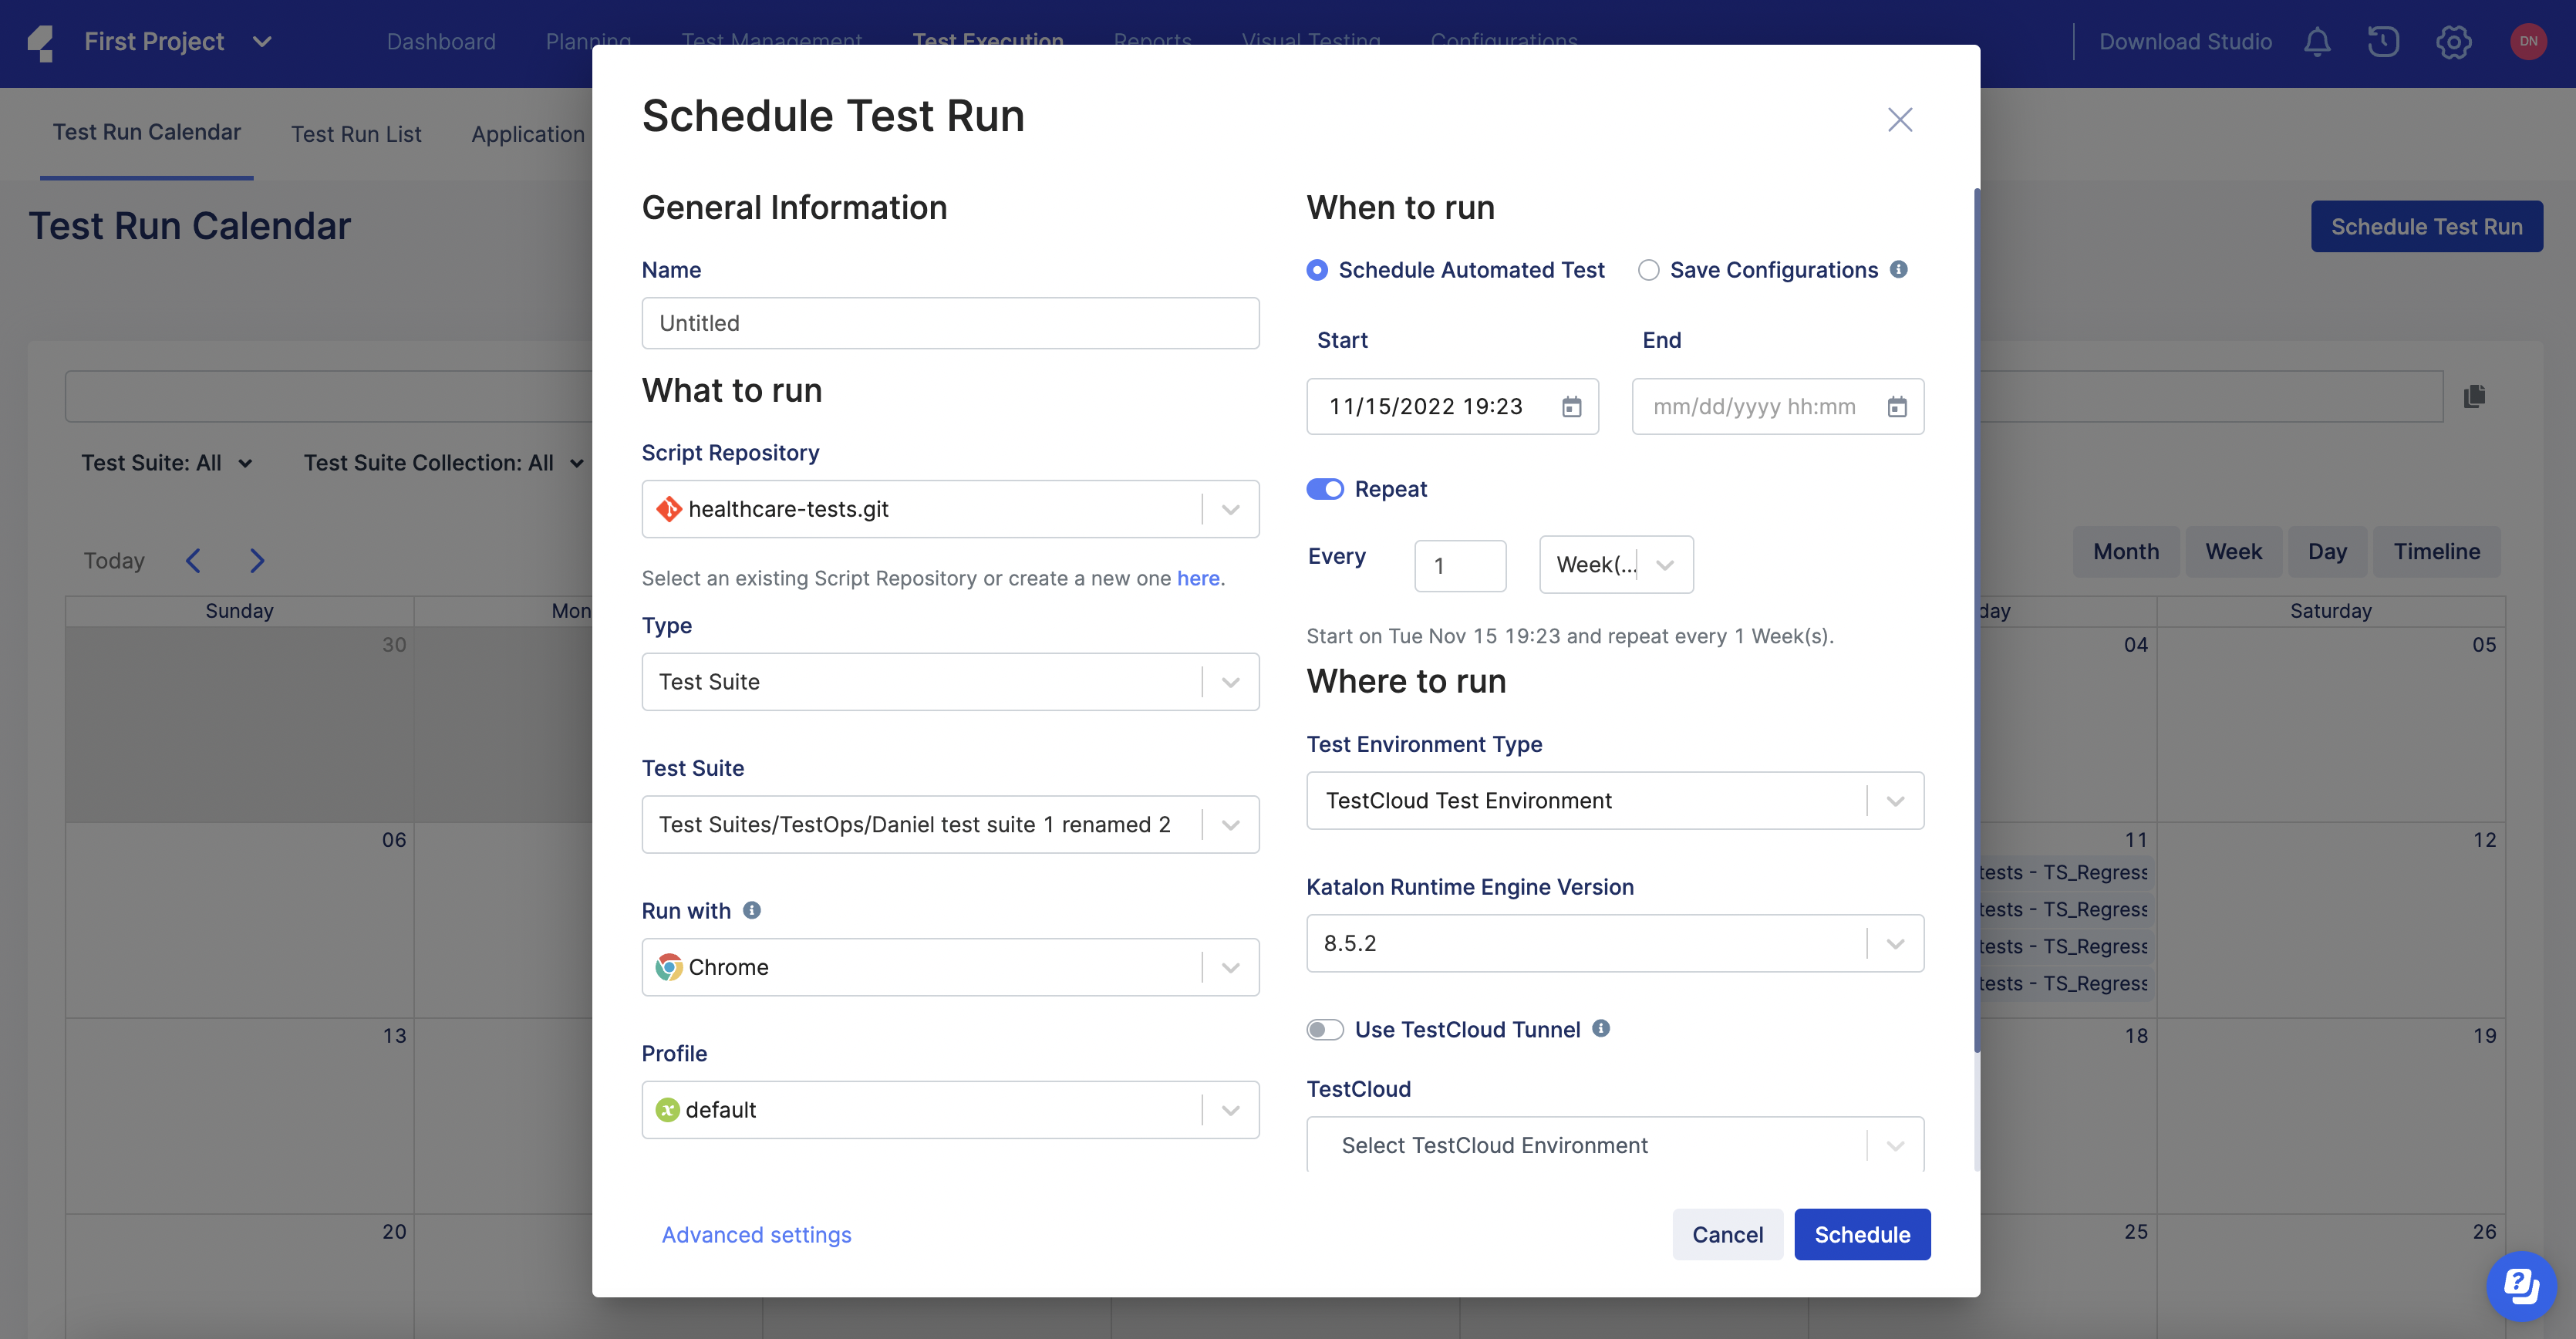 First Project
Dashboard
Planning
Test Management
Test Execution
Reports
Visual Testing
Configurations
Download Studio
DN
Test Run Calendar
Test Run List
Application
Test Run Calendar
Schedule Test Run
Test Suite: All
Test Suite Collection: All
Today
Month
Week
Day
Timeline
Sunday
Mon
day
Saturday
30
04
05
06
11
12
tests - TS_Regress
tests - TS_Regress
tests - TS_Regress
tests - TS_Regress
13
18
19
20
25
26
Schedule Test Run
General Information
Name
Untitled
What to run
Script Repository
healthcare-tests.git
Select an existing Script Repository or create a new one here.
Type
Test Suite
Test Suite
Test Suites/TestOps/Daniel test suite 1 renamed 2
Run with
Chrome
Profile
default
When to run
Schedule Automated Test
Save Configurations
Start
End
11/15/2022 19:23
mm/dd/yyyy hh:mm
Repeat
Every
1
Week(...
Start on Tue Nov 15 19:23 and repeat every 1 Week(s).
Where to run
Test Environment Type
TestCloud Test Environment
Katalon Runtime Engine Version
8.5.2
Use TestCloud Tunnel
TestCloud
Select TestCloud Environment
Advanced settings
Cancel
Schedule